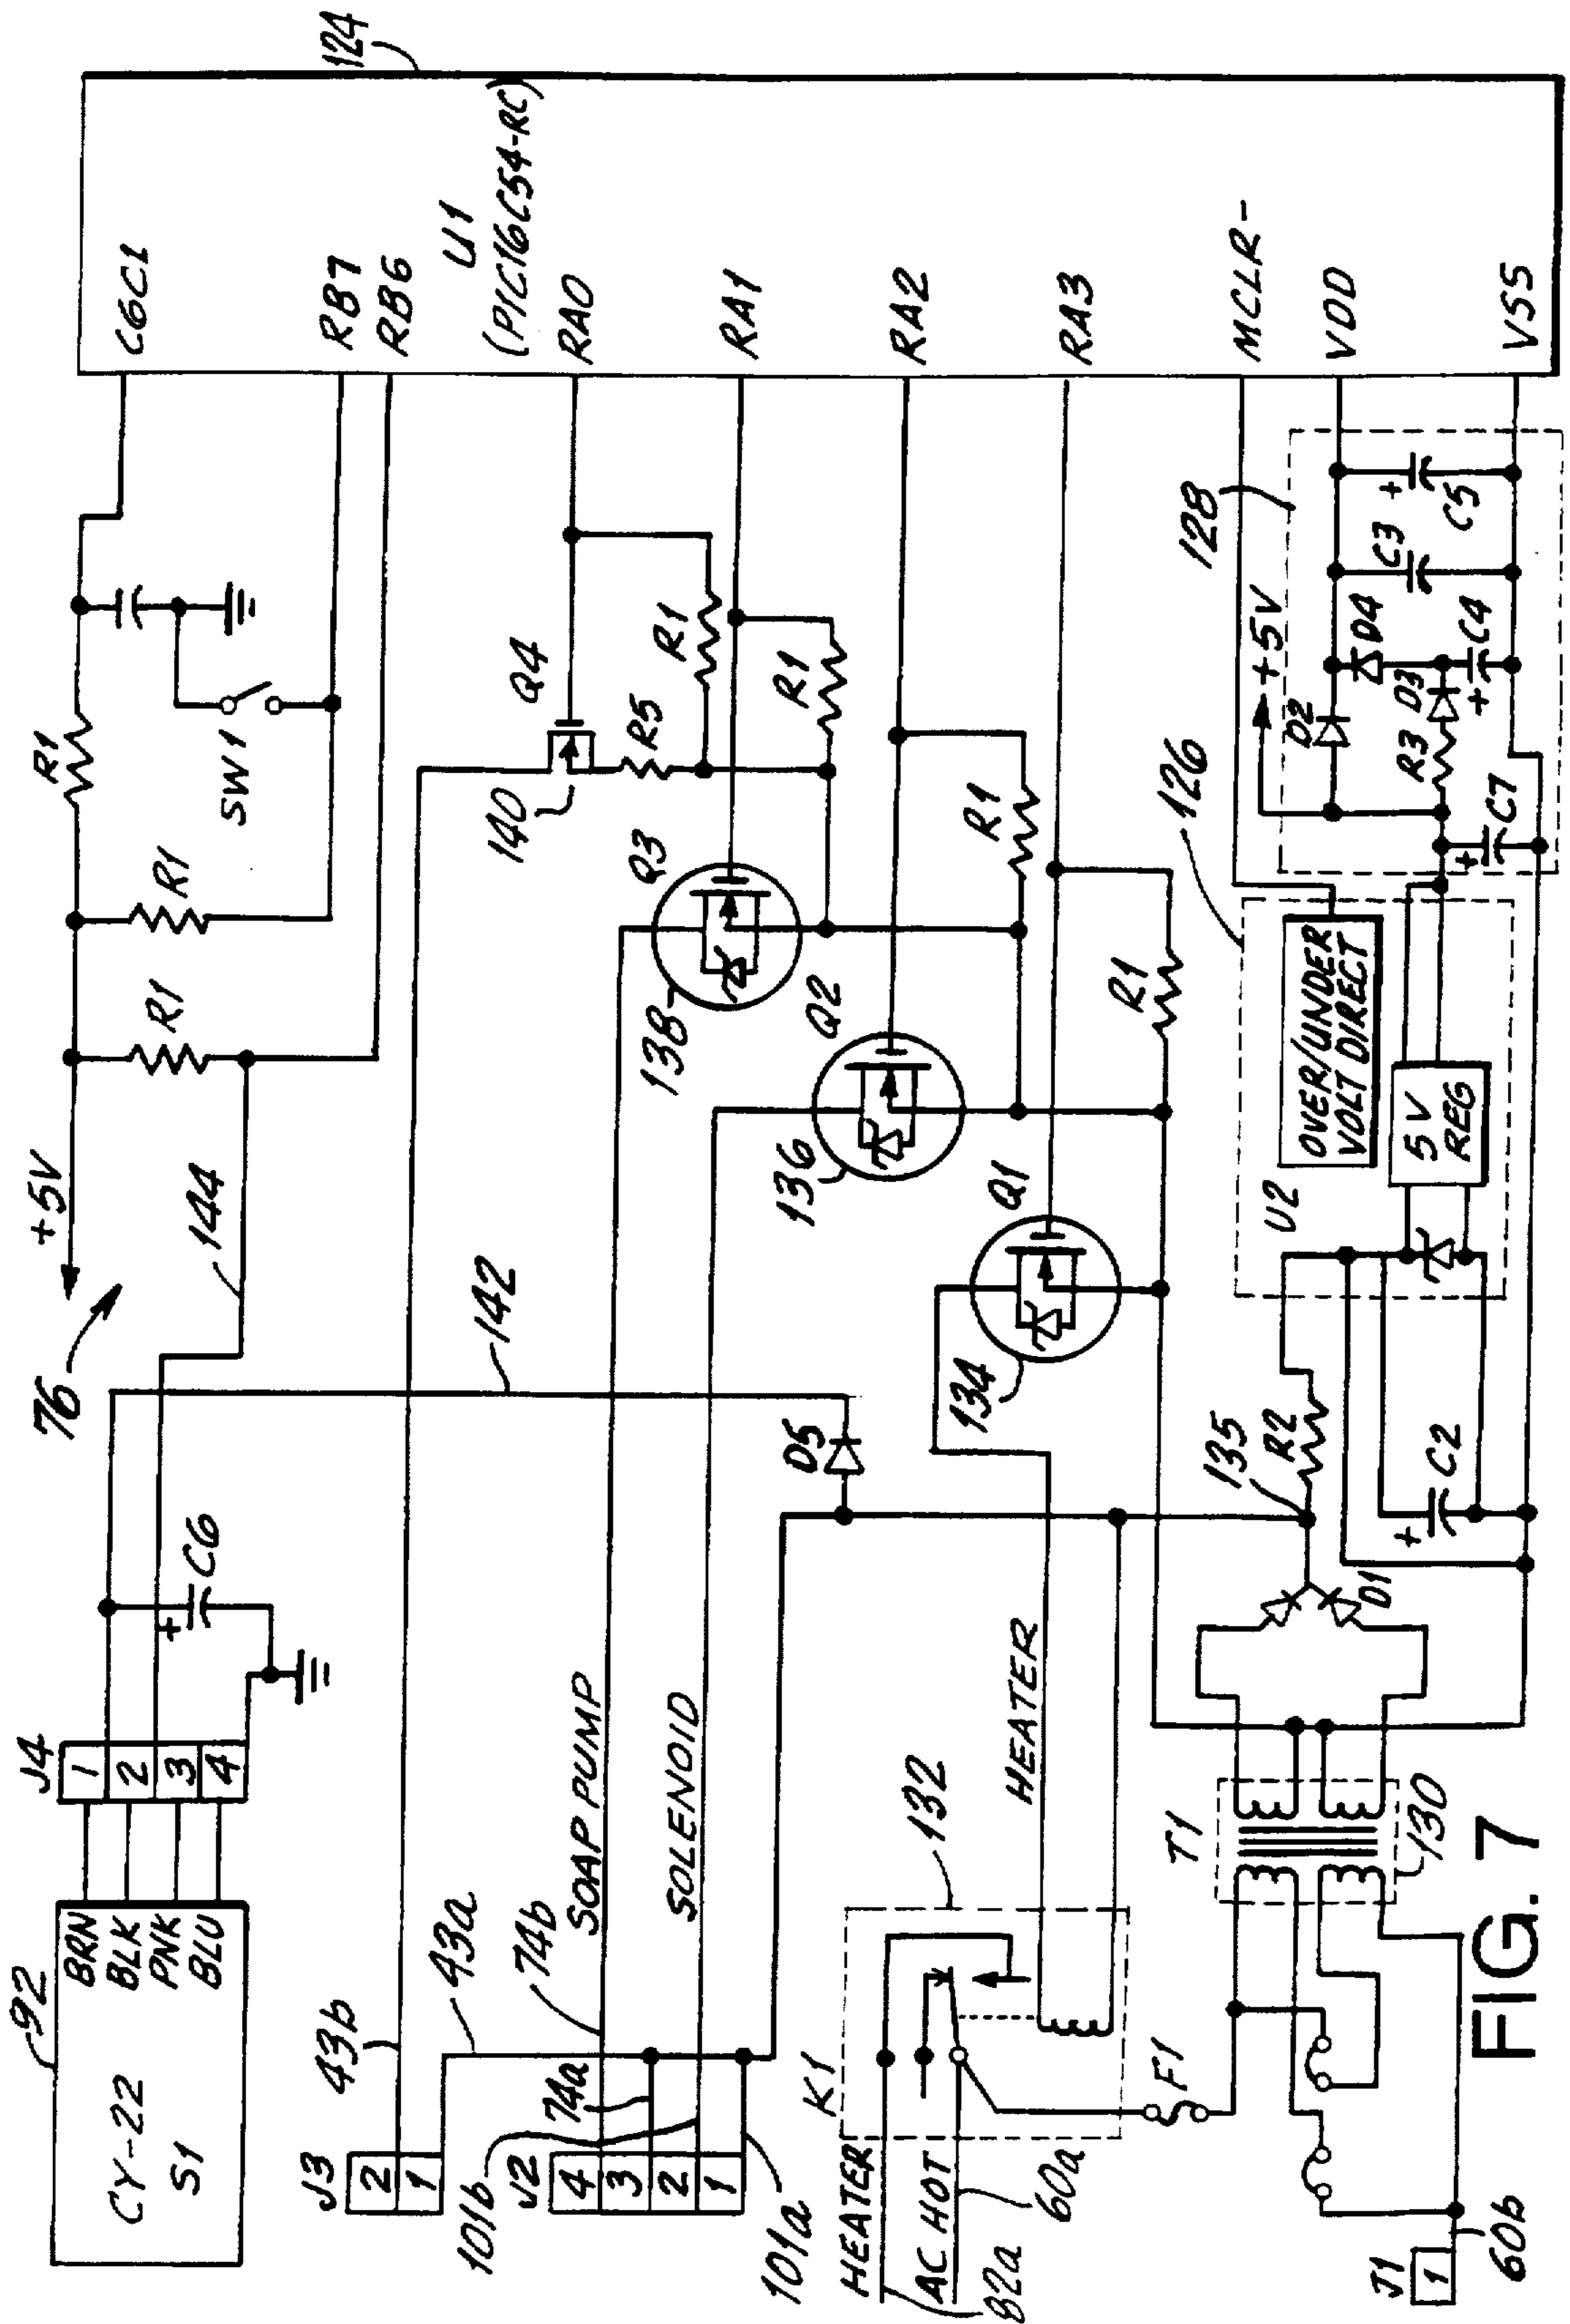 92
CY-22
S1
BRN
BLK
PNK
BLU
J4
1
2
3
4
+
C6
76
+5V
144
R1
R1
R1
SW1
C6C1
RB7
RB6
U1
(PIC16C54-RC)
RA0
RA1
RA2
RA3
MCLR-
VDD
VSS
124
43b
43a
J3
2
1
74b
SOAP PUMP
74a
SOLENOID
101b
J2
4
3
2
1
101a
142
D5
Q4
140
R5
R1
R1
Q3
138
Q2
136
R1
Q1
134
R1
HEATER
132
K1
HEATER
AC HOT
60a
82a
F1
J1
1
60b
T1
130
D1
135
R2
+
C2
U2
126
OVER/UNDER
VOLT DIRECT
5V
REG
128
+5V
D2
R3
D3
D4
+
C4
C3
+
C5
+
C7
FIG. 7